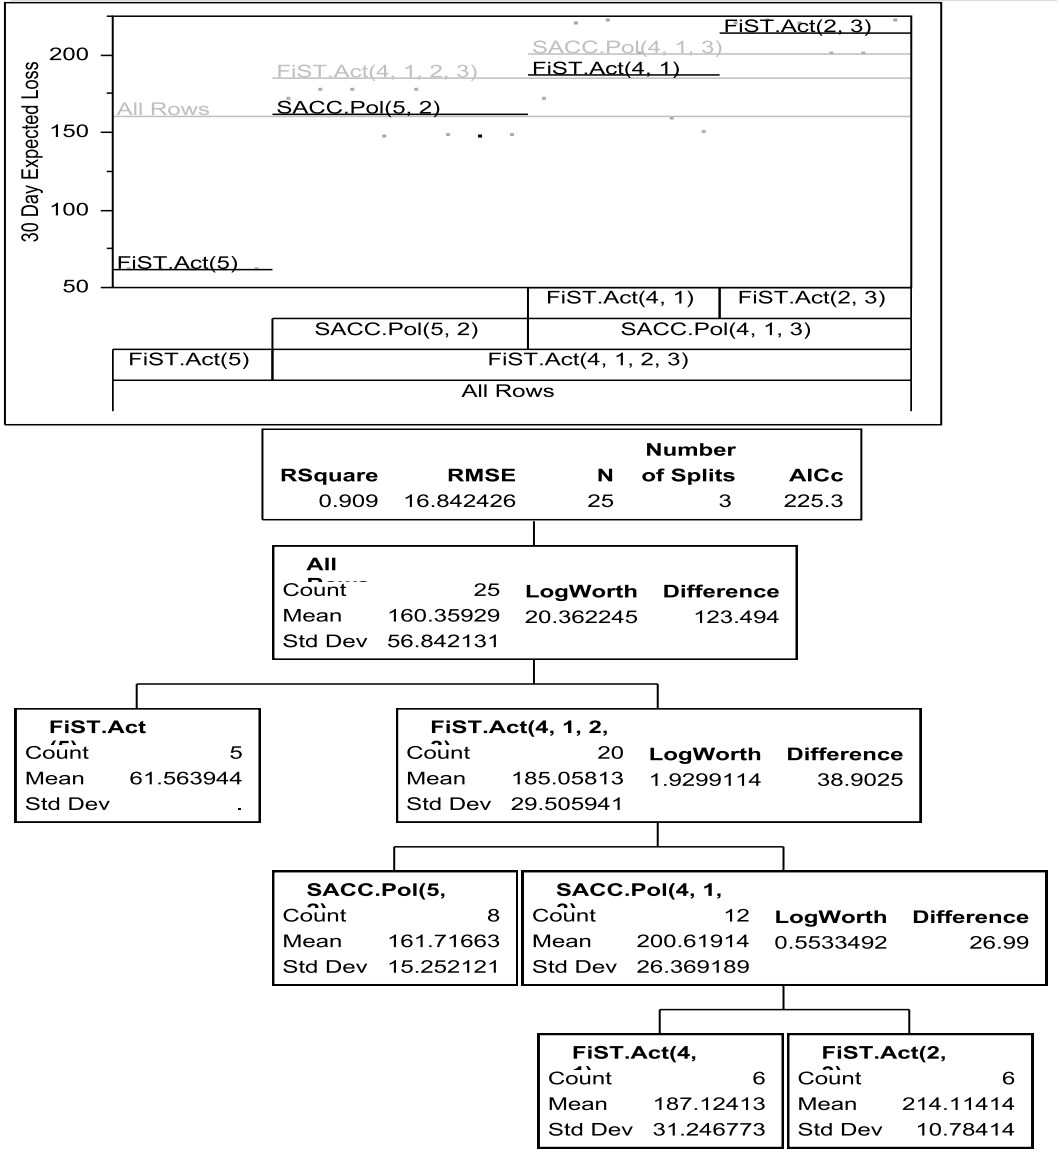 FiST.Act(2, 3)
200
SACC.Pol(4, 1, 3)
FiST.Act(4, 1, 2, 3)
FiST.Act(4, 1)
All Rows
SACC.Pol(5, 2)
150
30 Day Expected Loss
100
FiST.Act(5)
50
FiST.Act(4, 1) FiST.Act(2, 3)
SACC.Pol(5, 2) SACC.Pol(4, 1, 3)
FiST.Act(5) FiST.Act(4, 1, 2, 3)
All Rows
Number
RSquare RMSE N of Splits AICc
0.909 16.842426 25 3 225.3
All
Count 25 LogWorth Difference
Mean 160.35929 20.362245 123.494
Std Dev 56.842131
FiST.Act
Count 5
Mean 61.563944
Std Dev .
FiST.Act(4, 1, 2,
Count 20 LogWorth Difference
Mean 185.05813 1.9299114 38.9025
Std Dev 29.505941
SACC.Pol(5,
Count 8
Mean 161.71663
Std Dev 15.252121
SACC.Pol(4, 1,
Count 12 LogWorth Difference
Mean 200.61914 0.5533492 26.99
Std Dev 26.369189
FiST.Act(4,
Count 6
Mean 187.12413
Std Dev 31.246773
FiST.Act(2,
Count 6
Mean 214.11414
Std Dev 10.78414